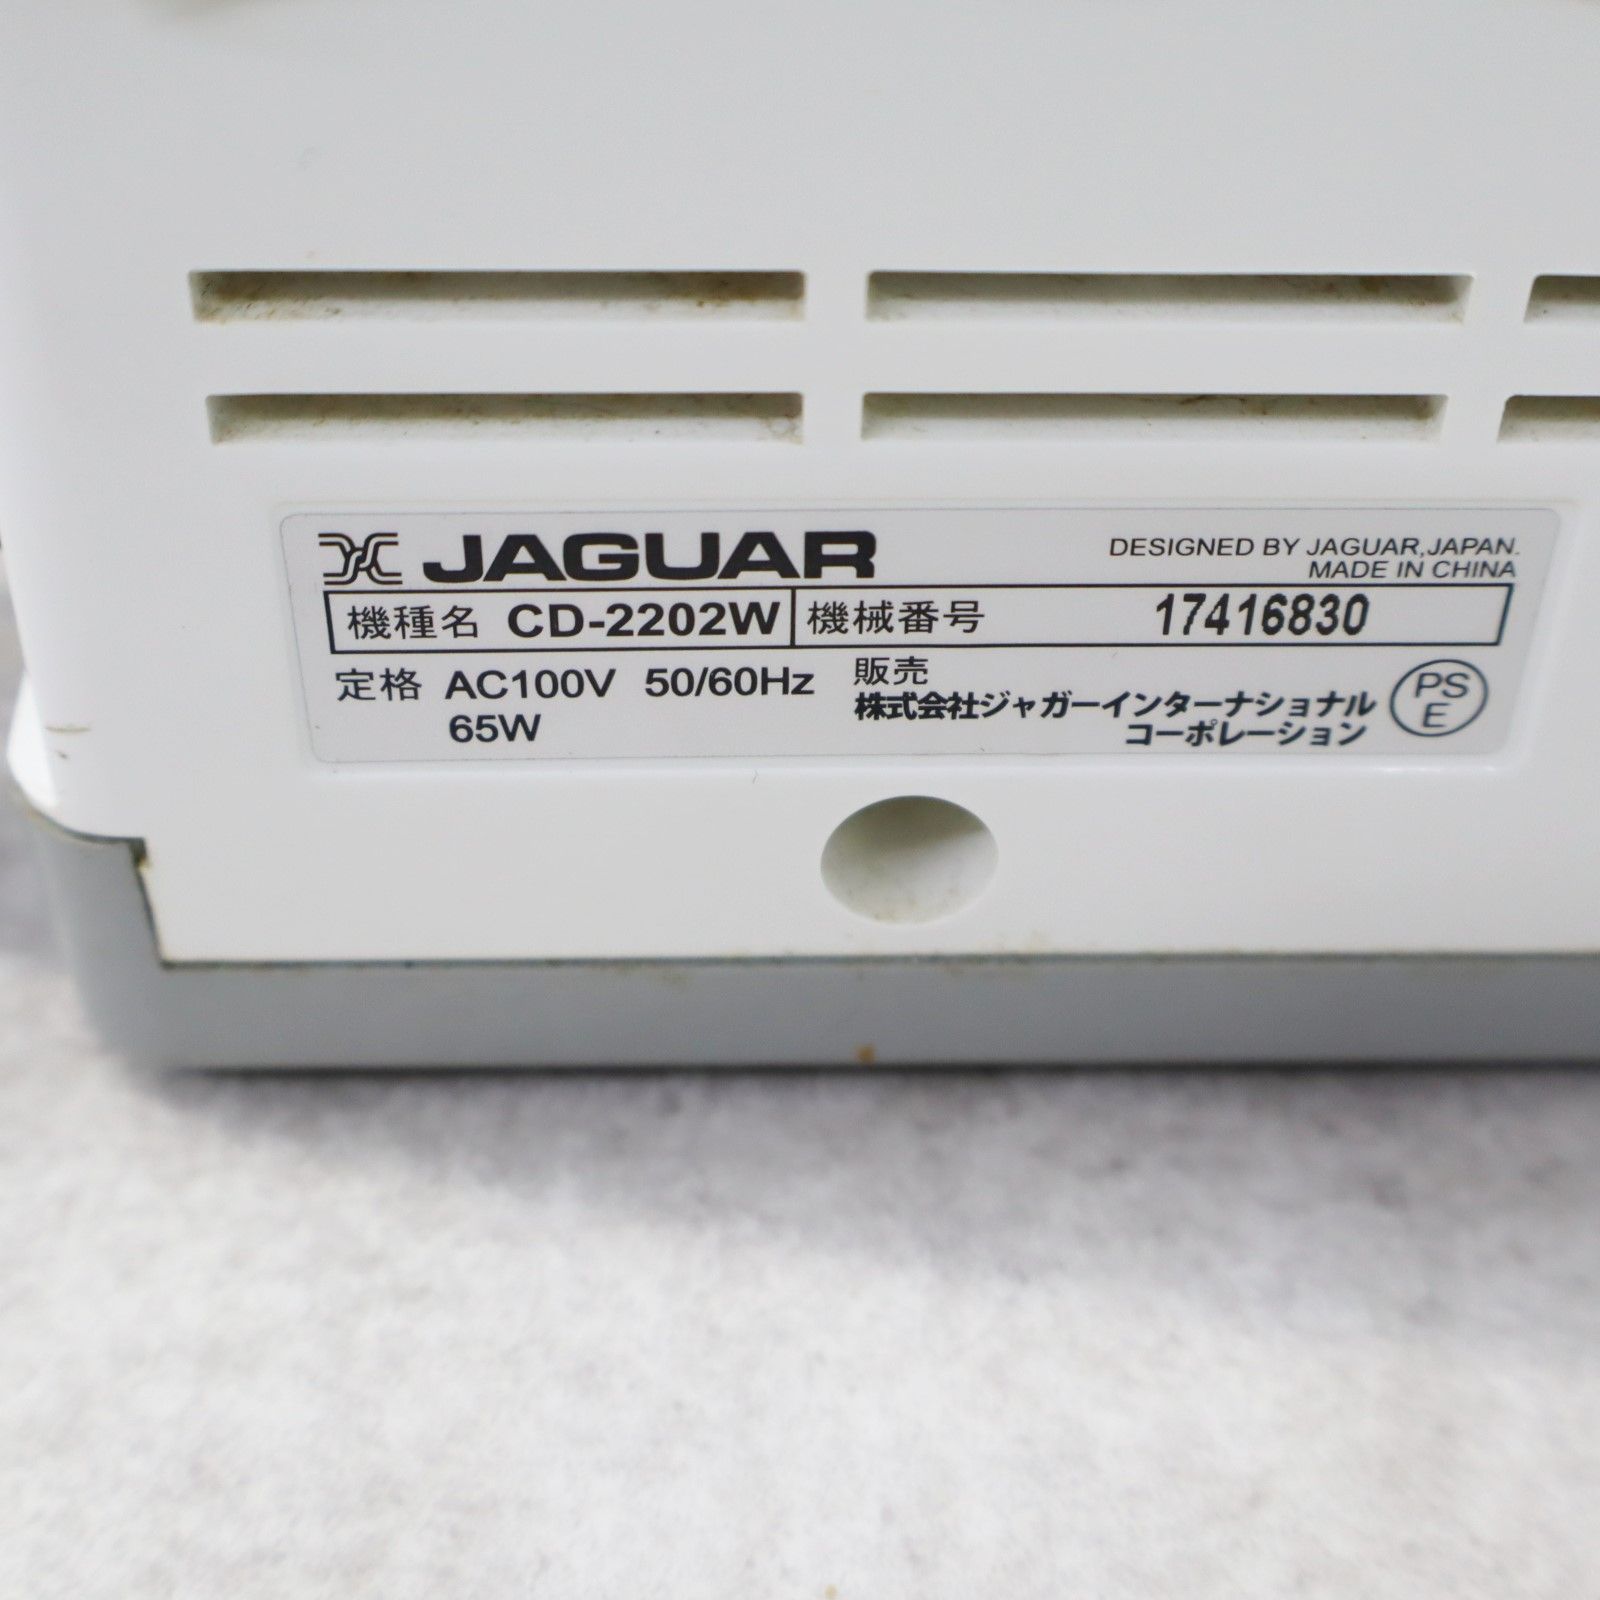 JAGUAR
DESIGNED BY JAGUAR,JAPAN.
MADE IN CHINA
機種名 CD-2202W 機械番号 17416830
定格 AC100V 50/60Hz
65W
販売
株式会社ジャガーインターナショナル
コーポレーション
PS
E